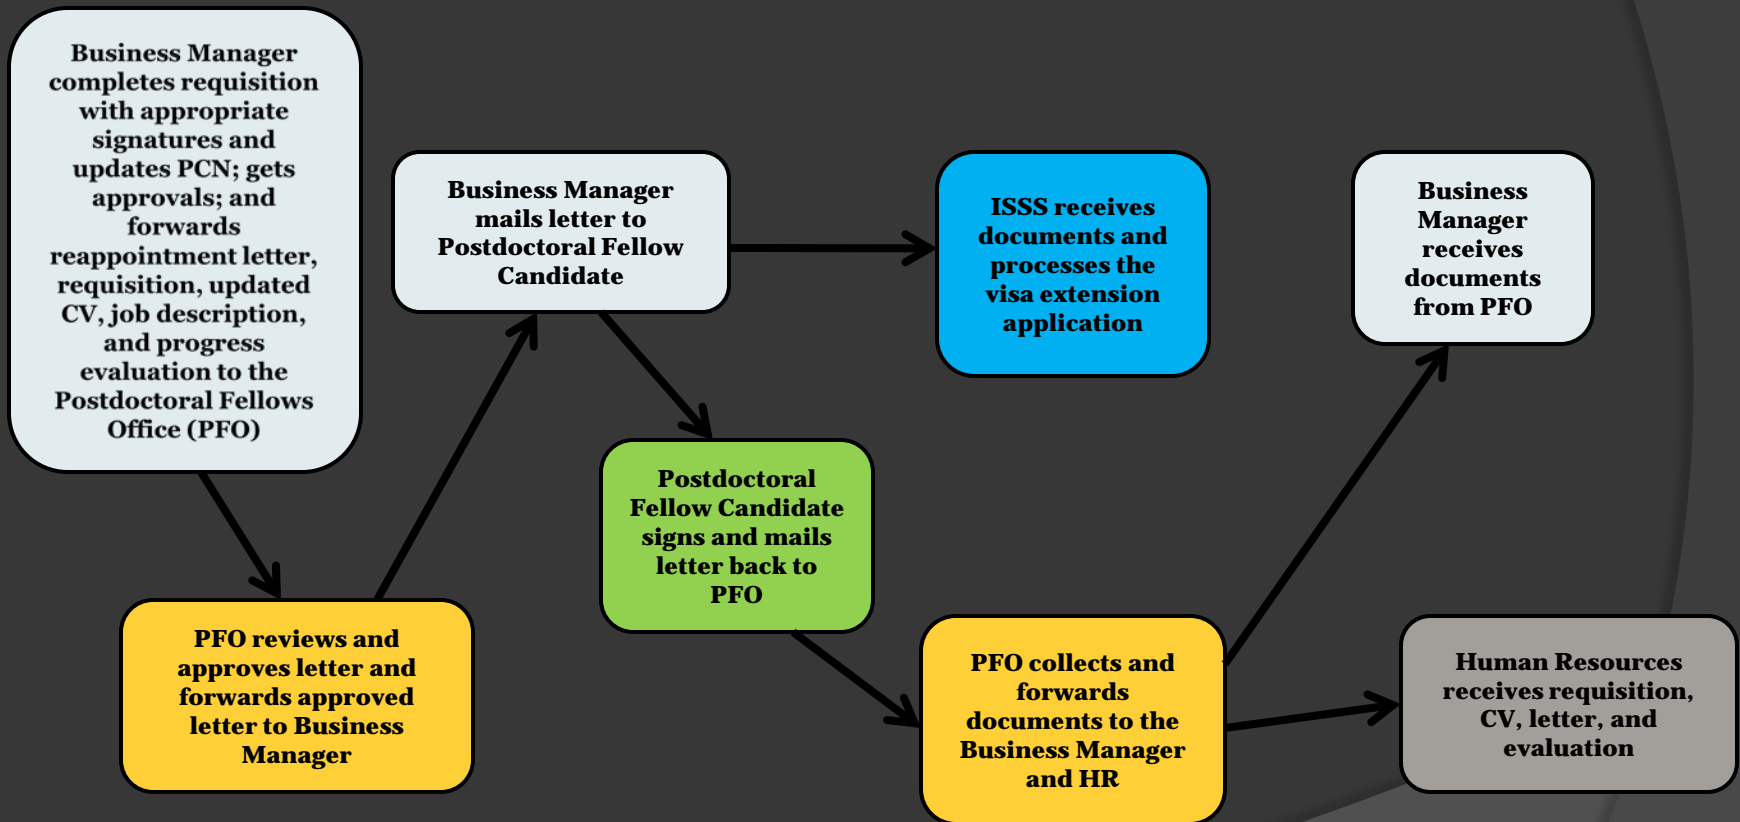 Business Manager
completes requisition
with appropriate
signatures and
updates PCN; gets
approvals; and
forwards
reappointment letter,
requisition, updated
CV, job description,
and progress
evaluation to the
Postdoctoral Fellows
Office (PFO)
PFO reviews and
approves letter and
forwards approved
letter to Business
Manager
Business Manager
mails letter to
Postdoctoral Fellow
Candidate
ISSS receives
documents and
processes the
visa extension
application
Postdoctoral
Fellow Candidate
signs and mails
letter back to
PFO
PFO collects and
forwards
documents to the
Business Manager
and HR
Business
Manager
receives
documents
from PFO
Human Resources
receives requisition,
CV, letter, and
evaluation